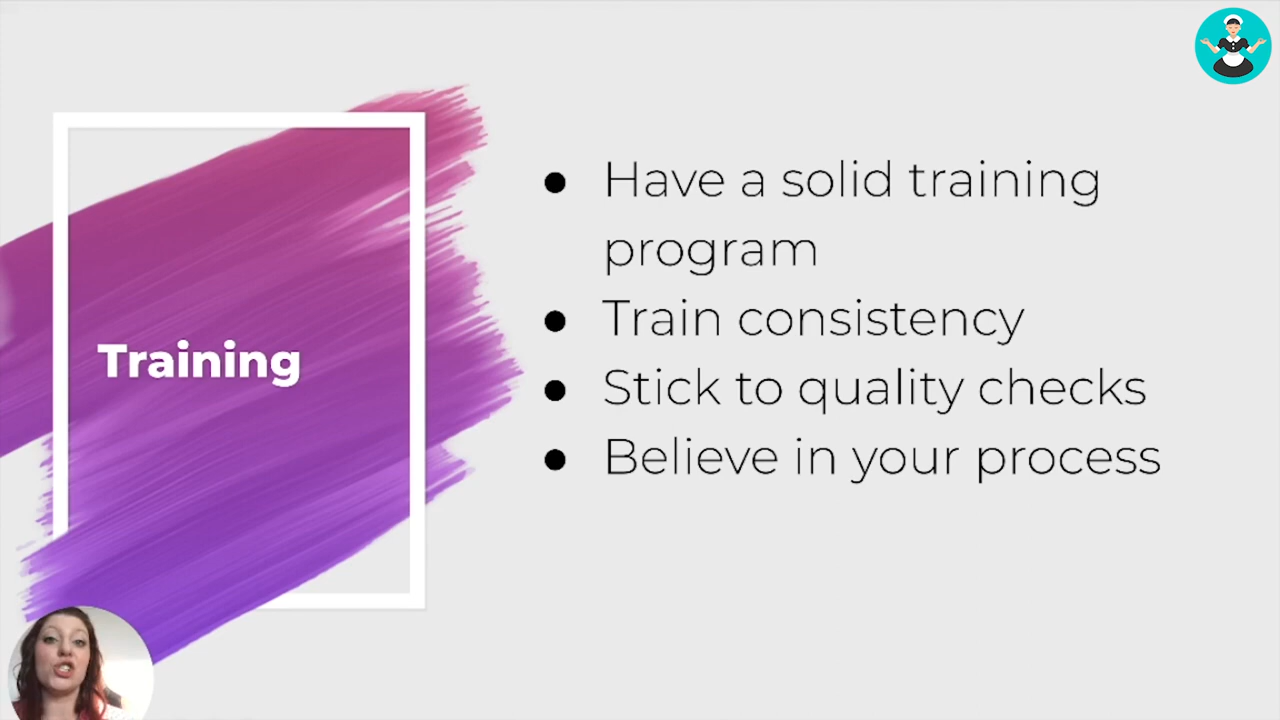 Training
● Have a solid training
program
● Train consistency
● Stick to quality checks
● Believe in your process